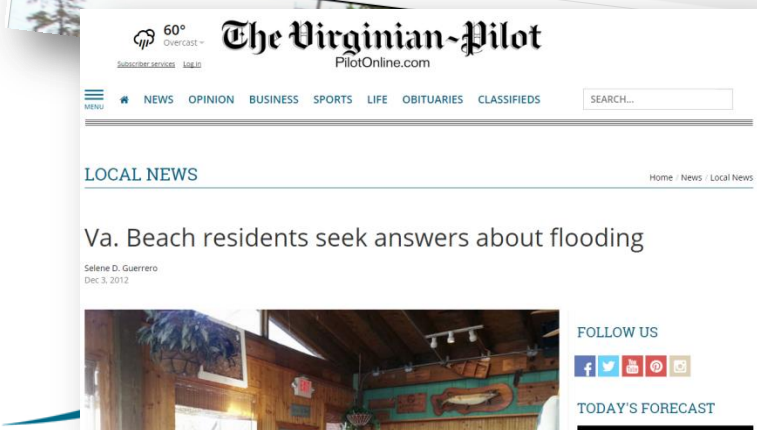 60°
Overcast
The Virginian-Pilot
PilotOnline.com
Subscriber services Log in
MENU
NEWS OPINION BUSINESS SPORTS LIFE OBITUARIES CLASSIFIEDS
SEARCH...
LOCAL NEWS
Home / News / Local News
Va. Beach residents seek answers about flooding
Selene D. Guerrero
Dec 3, 2012
FOLLOW US
TODAY'S FORECAST
EXIT